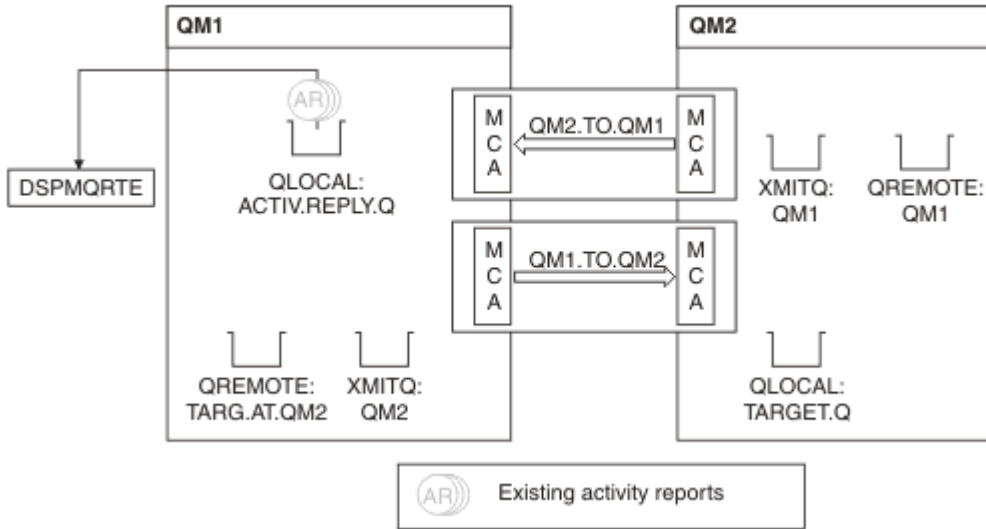 QM1
QM2
AR
M
C
A
QM2.TO.QM1
M
C
A
DSPMQRTE
QLOCAL:
ACTIV.REPLY.Q
XMITQ:
QM1
QREMOTE:
QM1
M
C
A
QM1.TO.QM2
M
C
A
QREMOTE:
TARG.AT.QM2
XMITQ:
QM2
QLOCAL:
TARGET.Q
AR
Existing activity reports